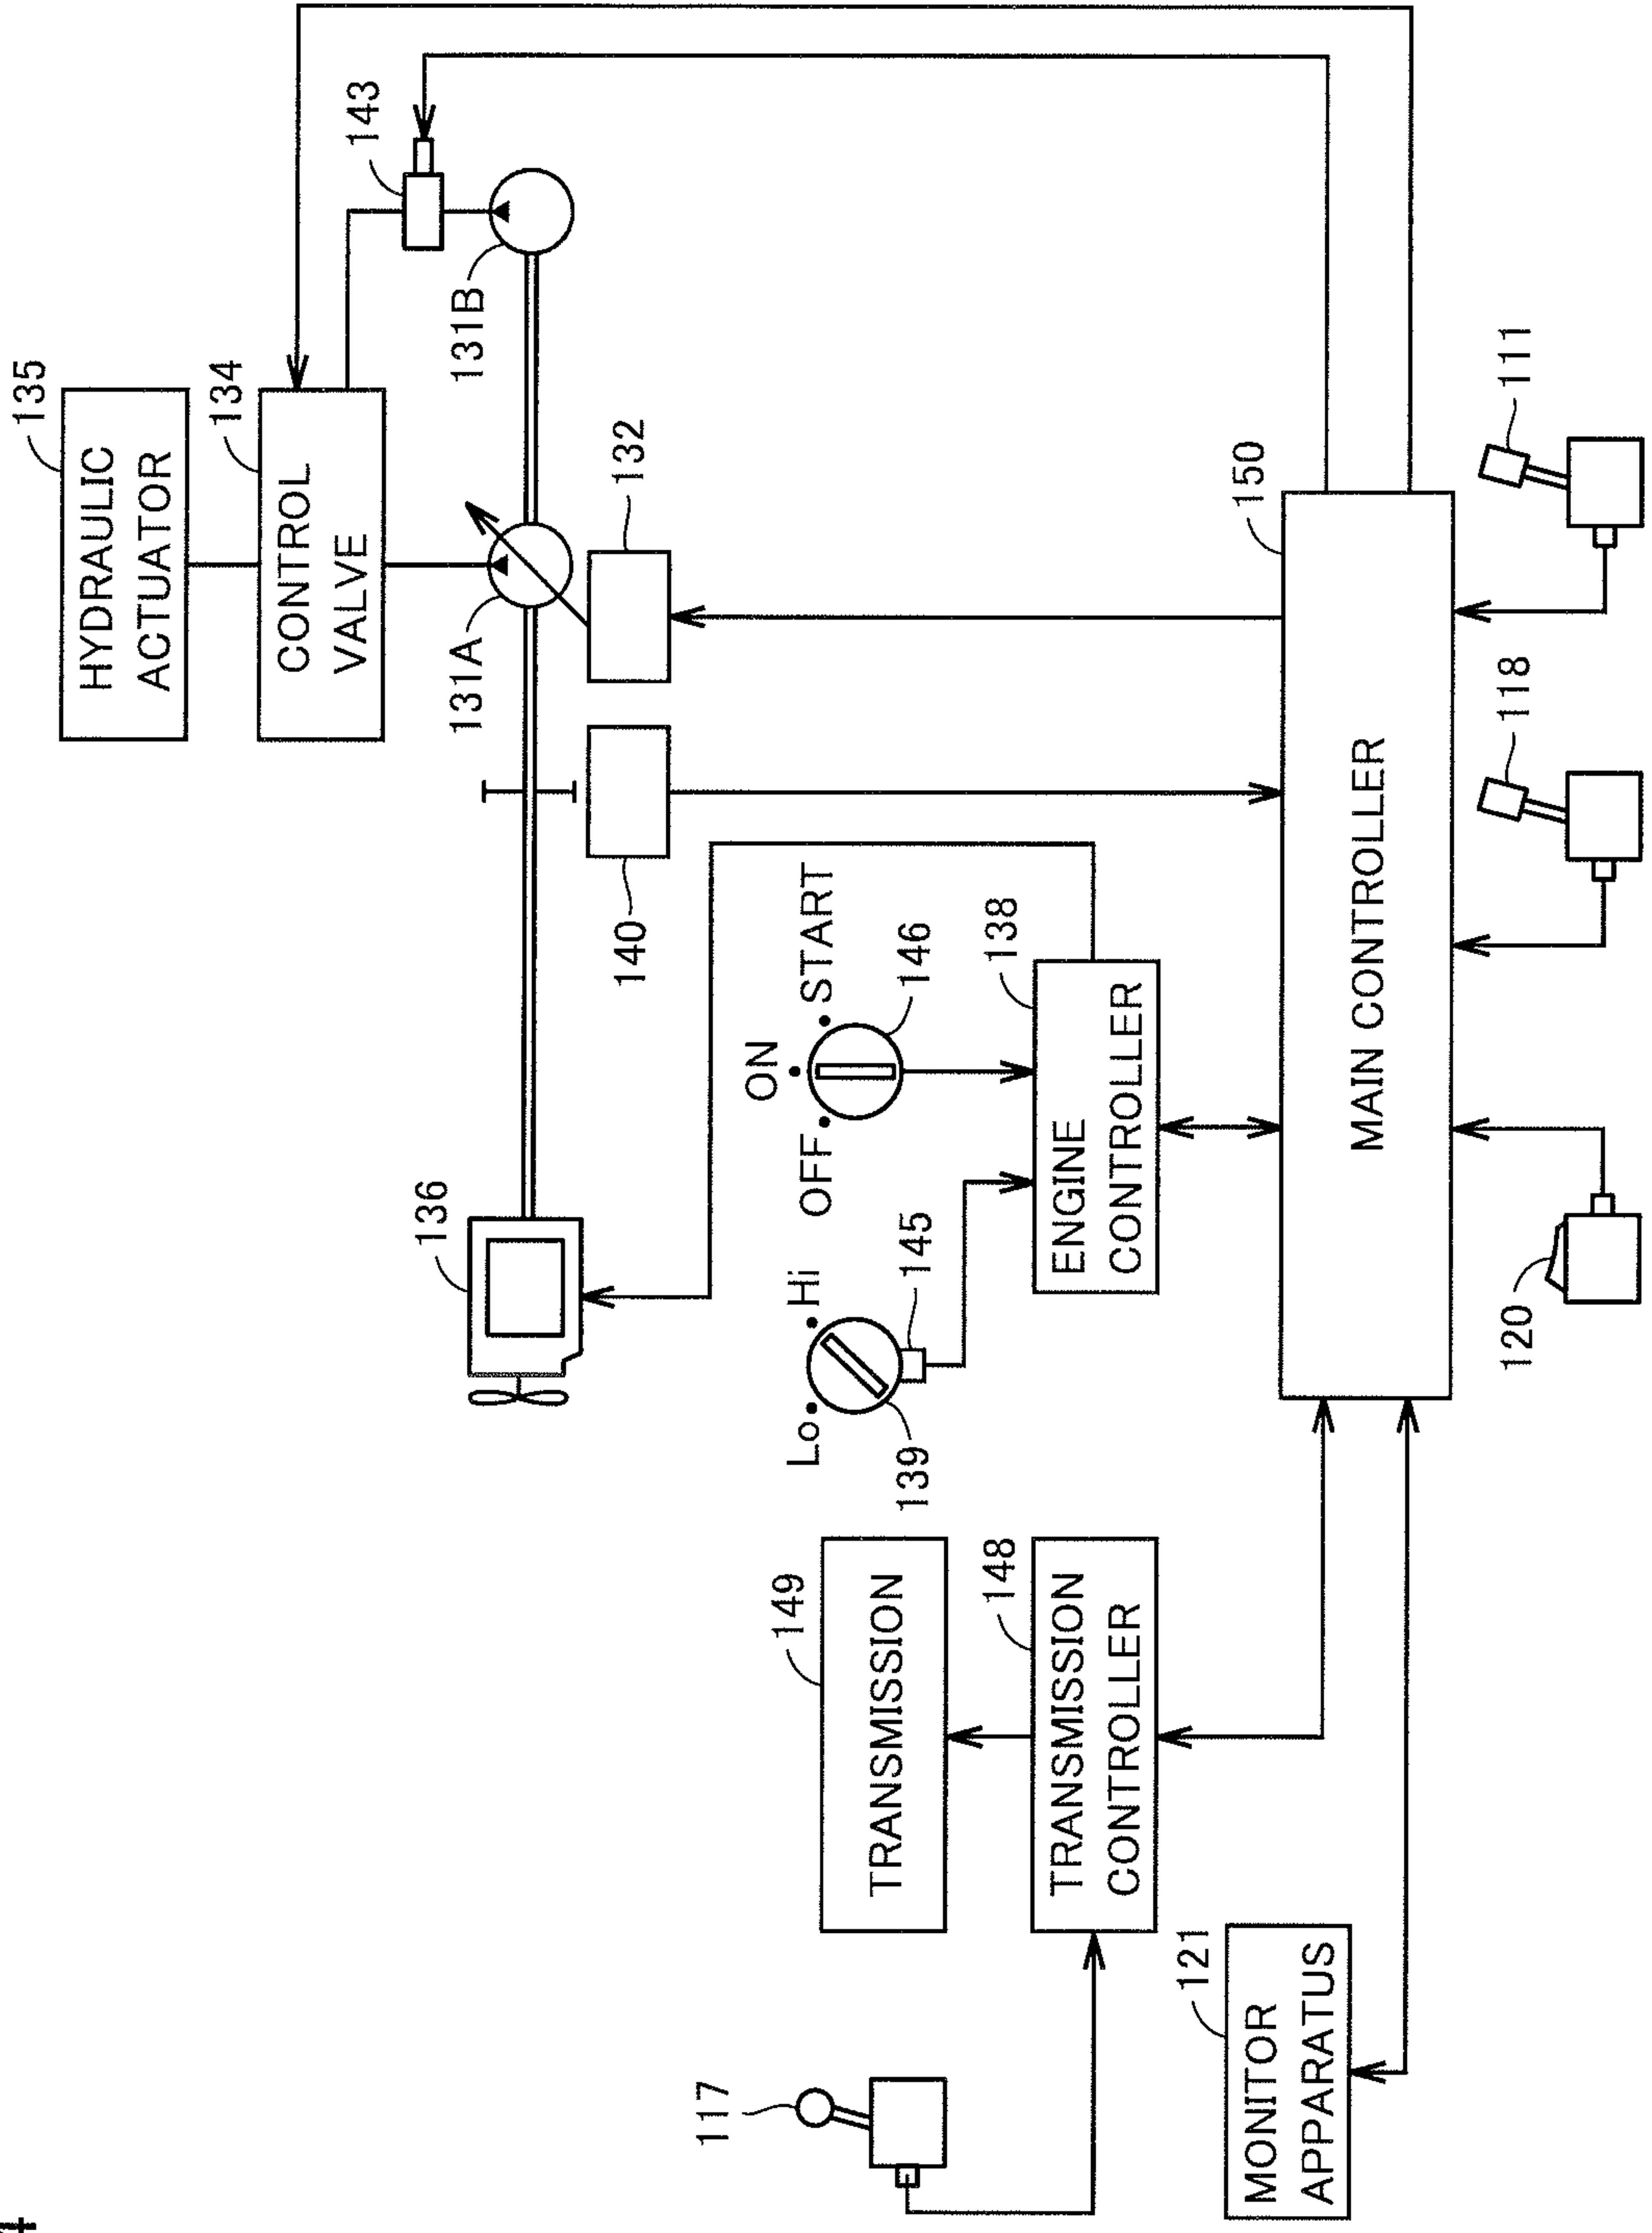 135
HYDRAULIC
ACTUATOR
134
CONTROL
VALVE
143
131B
131A
132
140
136
OFF
ON
START
146
Lo
Hi
145
139
138
ENGINE
CONTROLLER
149
TRANSMISSION
148
TRANSMISSION
CONTROLLER
117
121
MONITOR
APPARATUS
150
MAIN CONTROLLER
120
118
111